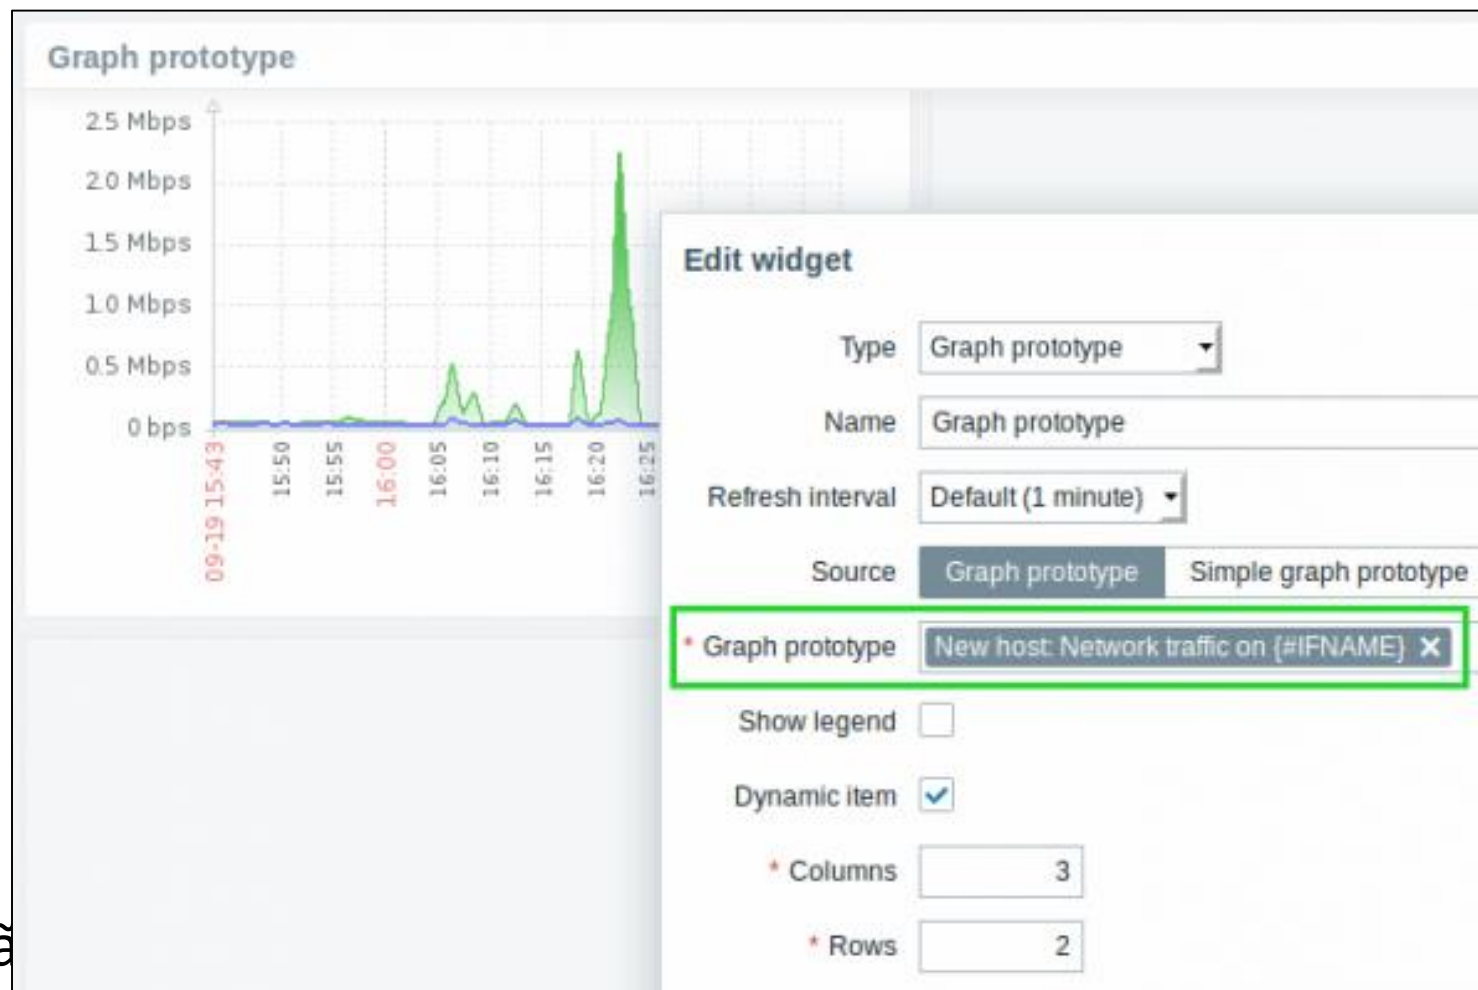 Graph prototype
2.5 Mbps
2.0 Mbps
1.5 Mbps
1.0 Mbps
0.5 Mbps
0 bps
09-19 15:43
15:50
15:55
16:00
16:05
16:10
16:15
16:20
16:25
Edit widget
Type Graph prototype
Name Graph prototype
Refresh interval Default (1 minute)
Source Graph prototype Simple graph prototype
* Graph prototype New host: Network traffic on {#IFNAME} ×
Show legend
Dynamic item
* Columns 3
* Rows 2